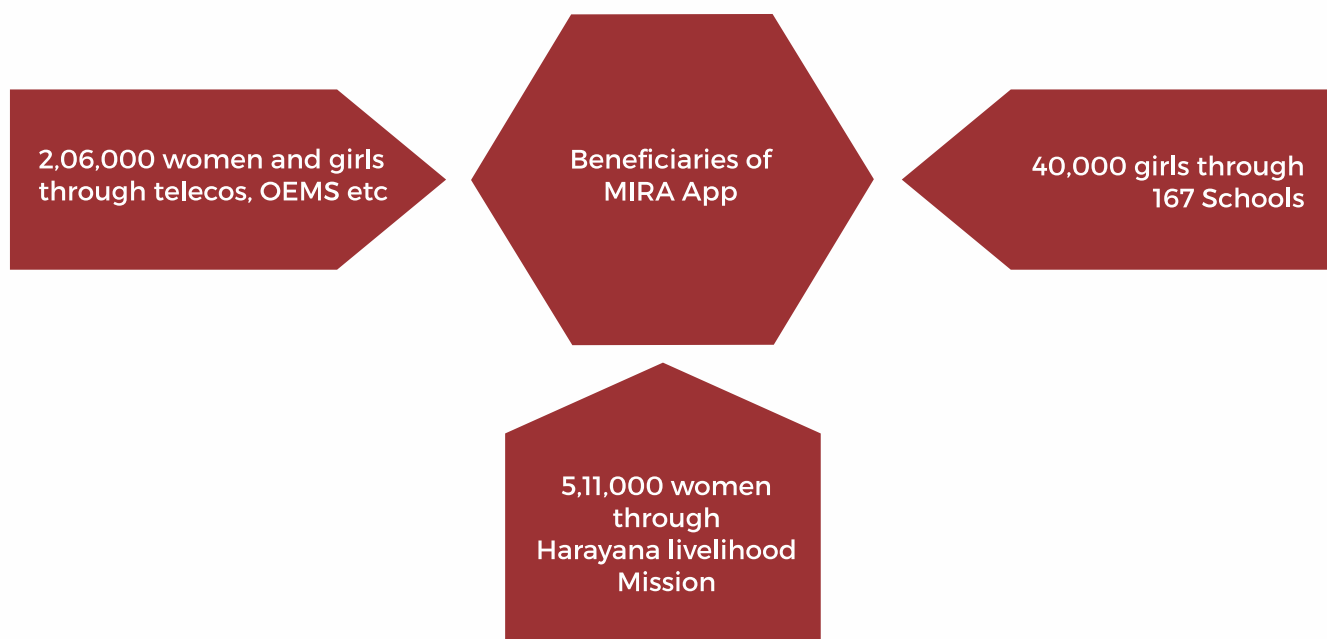 2,06,000 women and girls
through telecos, OEMS etc
Beneficiaries of
MIRA App
40,000 girls through
167 Schools
5,11,000 women
through
Harayana livelihood
Mission